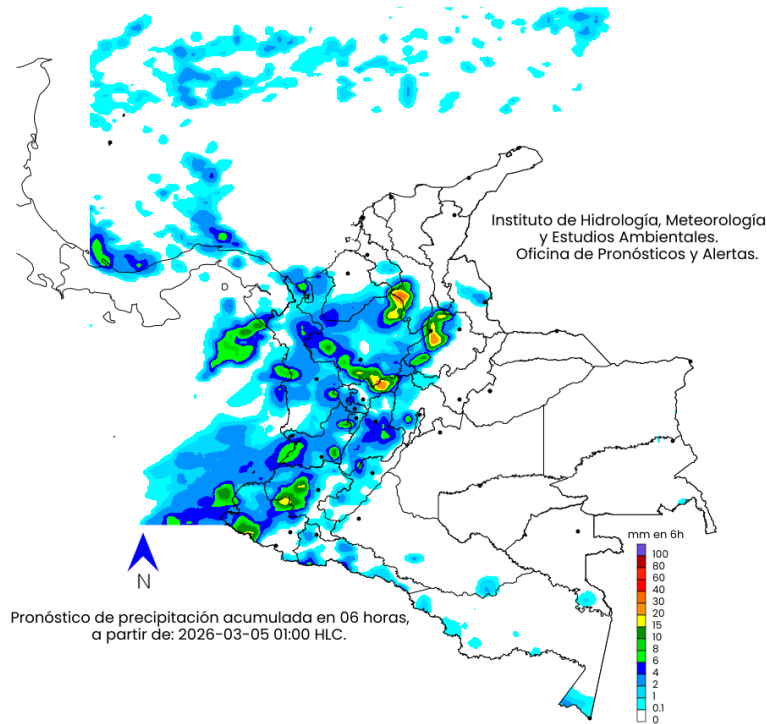 Instituto de Hidrología, Meteorología
y Estudios Ambientales.
Oficina de Pronósticos y Alertas.
mm en 6h
100
80
60
40
30
20
15
10
8
6
4
2
1
0.1
0
N
Pronóstico de precipitación acumulada en 06 horas,
a partir de: 2026-03-05 01:00 HLC.